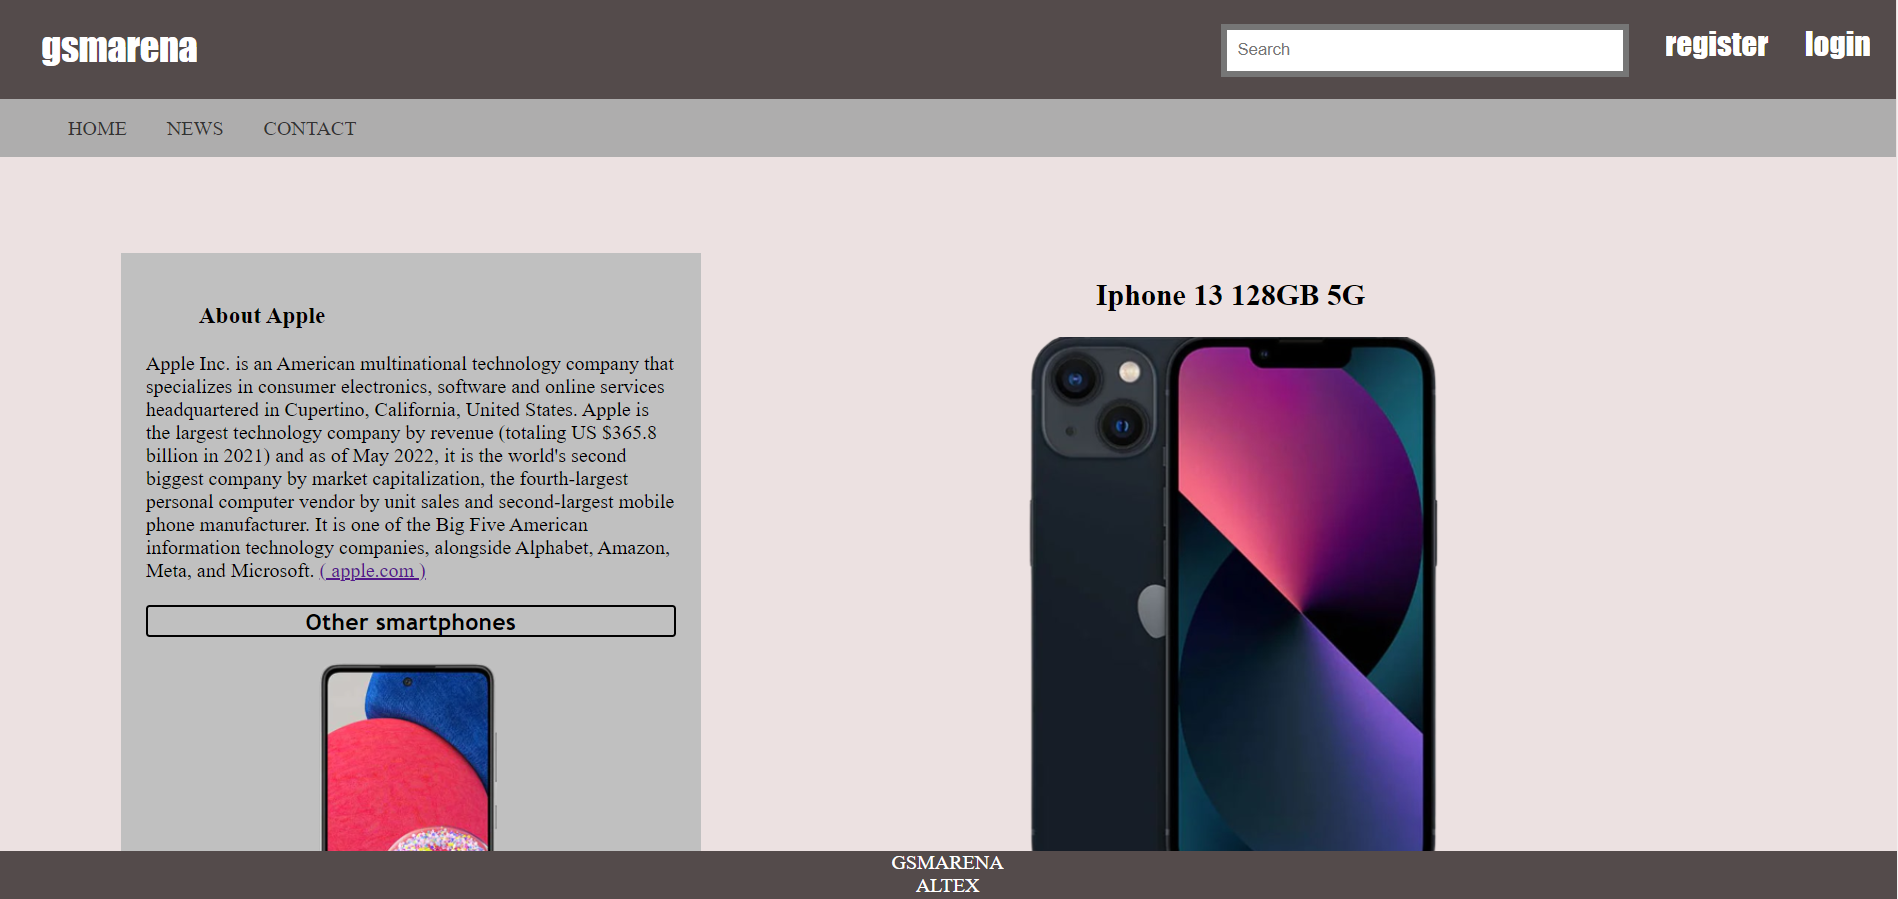 gsmarena
Search
register
login
HOME
NEWS
CONTACT
About Apple
Apple Inc. is an American multinational technology company that
specializes in consumer electronics, software and online services
headquartered in Cupertino, California, United States. Apple is
the largest technology company by revenue (totaling US $365.8
billion in 2021) and as of May 2022, it is the world's second
biggest company by market capitalization, the fourth-largest
personal computer vendor by unit sales and second-largest mobile
phone manufacturer. It is one of the Big Five American
information technology companies, alongside Alphabet, Amazon,
Meta, and Microsoft. ( apple.com )
Other smartphones
Iphone 13 128GB 5G
GSMARENA
ALTEX